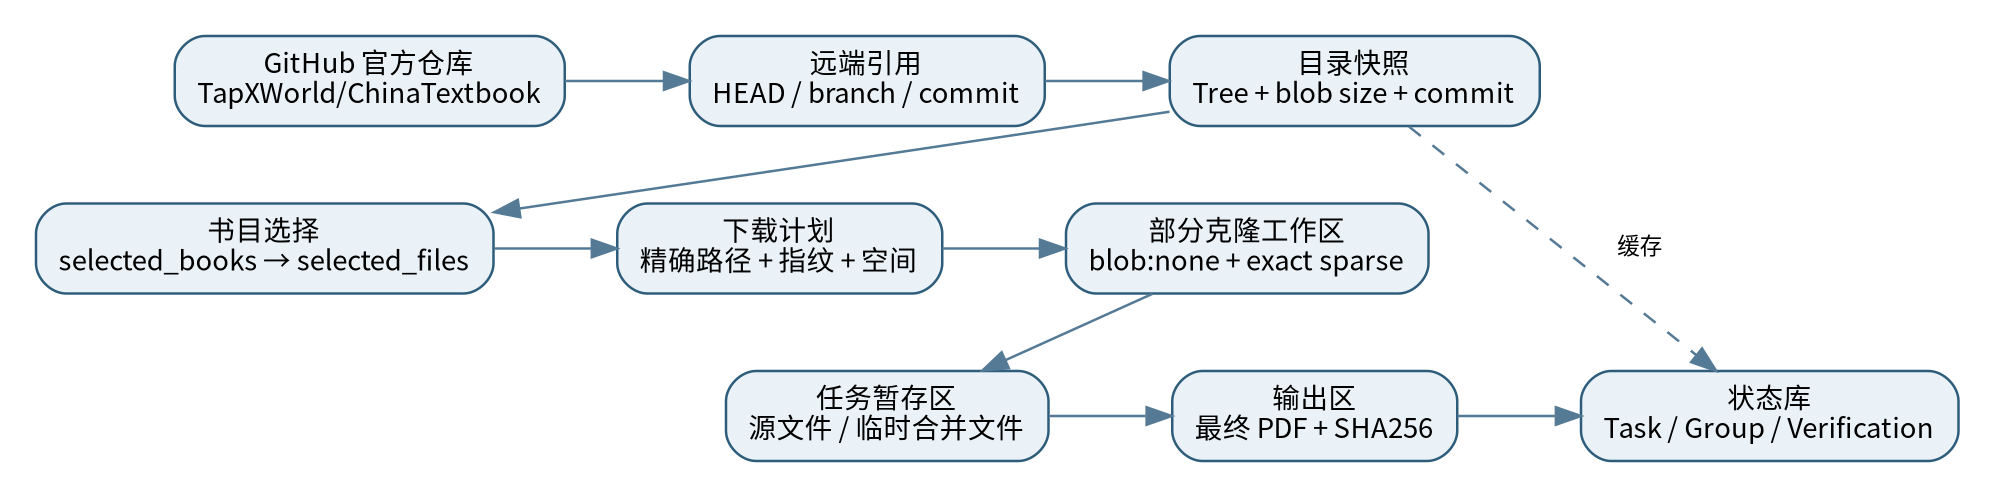 GitHub 官方仓库
TapXWorld/ChinaTextbook
远端引用
HEAD / branch / commit
目录快照
Tree + blob size + commit
书目选择
selected_books → selected_files
下载计划
精确路径 + 指纹 + 空间
部分克隆工作区
blob:none + exact sparse
缓存
任务暂存区
源文件 / 临时合并文件
输出区
最终 PDF + SHA256
状态库
Task / Group / Verification